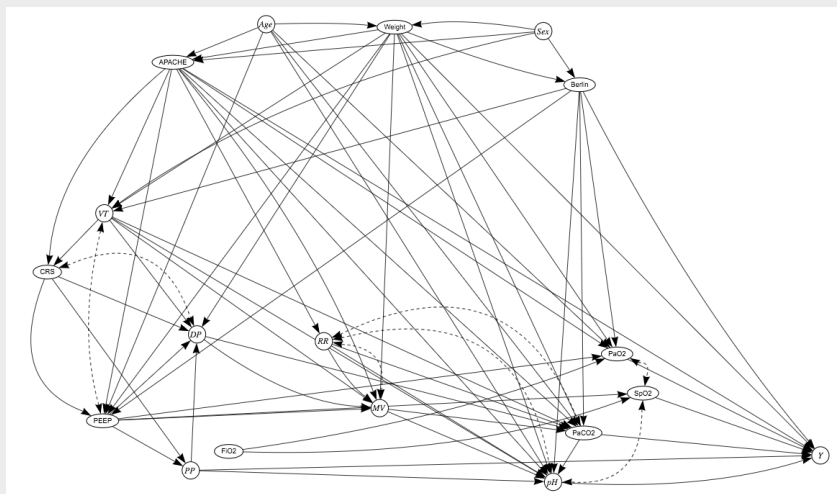 Age
Weight
Sex
APACHE
Berlin
VT
CRS
DP
RR
PaO2
SpO2
MV
PEEP
PaCO2
FiO2
Y
PP
pH